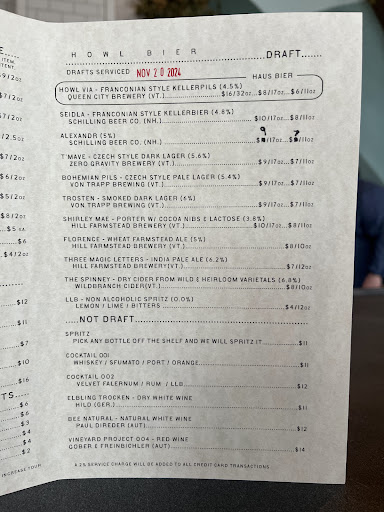 HOWL BIER DRAFT
DRAFTS SERVICED NOV 20 2024 HAUS BIER
HOWL VIA - FRANCONIAN STYLE KELLERPILS (4.5%)
QUEEN CITY BREWERY (VT.) $16/32oz...$8/17oz...$6/11oz
SEIDLA - FRANCONIAN STYLE KELLERBIER (4.8%)
SCHILLING BEER CO. (NH.) $10/17oz...$8/11oz
ALEXANDR (5%) 9 7
SCHILLING BEER CO. (NH.) /17oz /11oz
T'MAVE - CZECH STYLE DARK LAGER (5.6%)
ZERO GRAVITY BREWERY (VT.) $9/17oz...$7/11oz
BOHEMIAN PILS - CZECH STYLE PALE LAGER (5.4%)
VON TRAPP BREWING (VT.) $9/17oz...$7/11oz
TROSTEN - SMOKED DARK LAGER (6%)
VON TRAPP BREWING (VT.) $9/17oz...$7/11oz
SHIRLEY MAE - PORTER W/ COCOA NIBS & LACTOSE (3.8%)
HILL FARMSTEAD BREWERY (VT.) $10/17oz...$8/11oz
FLORENCE - WHEAT FARMSTEAD ALE (5%)
HILL FARMSTEAD BREWERY (VT.) $8/10oz
THREE MAGIC LETTERS - INDIA PALE ALE (6.2%)
HILL FARMSTEAD BREWERY(VT.) $7/12oz
THE SPINNEY - DRY CIDER FROM WILD & HEIRLOOM VARIETALS (6.8%)
WILDBRANCH CIDER(VT.) $8/11oz
LLB - NON ALCOHOLIC SPRITZ (0.0%)
LEMON / LIME / BITTERS $4/12oz
...NOT DRAFT
SPRITZ
PICK ANY BOTTLE OFF THE SHELF AND WE WILL SPRITZ IT $11
COCKTAIL 001
WHISKEY / SFUMATO / PORT / ORANGE $11
COCKTAIL 002
VELVET FALERNUM / RUM / LLB $12
ELBLING TROCKEN - DRY WHITE WINE
HILD (GER.) $11
BEE NATURAL - NATURAL WHITE WINE
PAUL DIREDER (AUT) $12
VINEYARD PROJECT 004 - RED WINE
GOBER & FREINBICHLER (AUT) $14
A 2% SERVICE CHARGE WILL BE ADDED TO ALL CREDIT CARD TRANSACTIONS